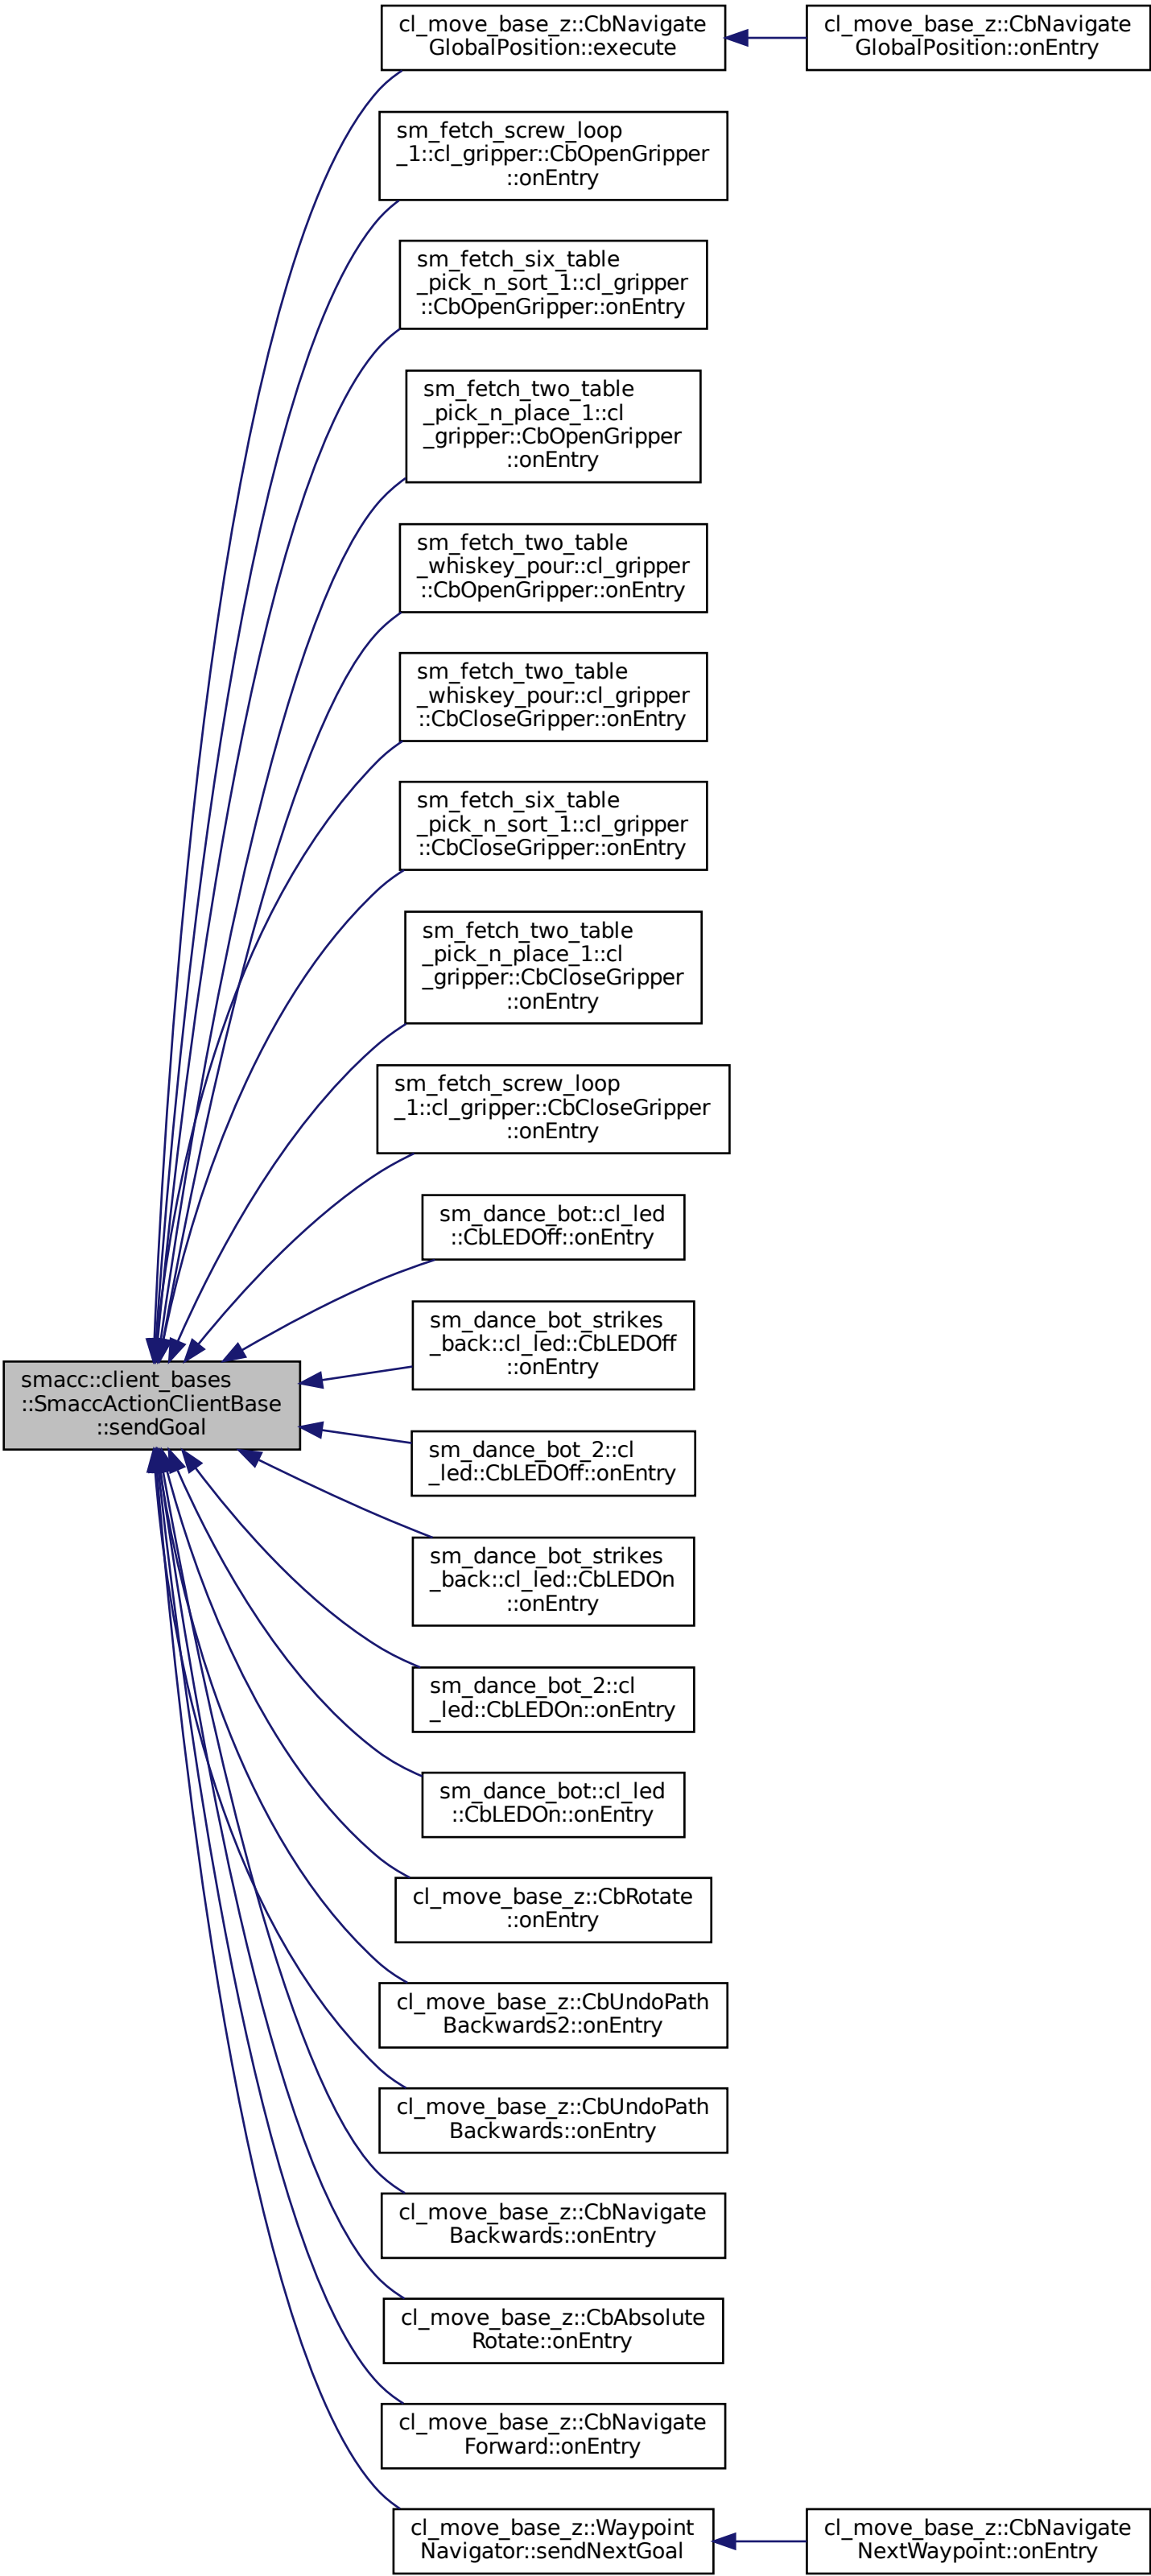 cl_move_base_z::CbNavigate
GlobalPosition::execute
cl_move_base_z::CbNavigate
GlobalPosition::onEntry
sm_fetch_screw_loop
_1::cl_gripper::CbOpenGripper
::onEntry
sm_fetch_six_table
_pick_n_sort_1::cl_gripper
::CbOpenGripper::onEntry
sm_fetch_two_table
_pick_n_place_1::cl
_gripper::CbOpenGripper
::onEntry
sm_fetch_two_table
_whiskey_pour::cl_gripper
::CbOpenGripper::onEntry
sm_fetch_two_table
_whiskey_pour::cl_gripper
::CbCloseGripper::onEntry
sm_fetch_six_table
_pick_n_sort_1::cl_gripper
::CbCloseGripper::onEntry
sm_fetch_two_table
_pick_n_place_1::cl
_gripper::CbCloseGripper
::onEntry
sm_fetch_screw_loop
_1::cl_gripper::CbCloseGripper
::onEntry
sm_dance_bot::cl_led
::CbLEDOff::onEntry
sm_dance_bot_strikes
_back::cl_led::CbLEDOff
::onEntry
smacc::client_bases
::SmaccActionClientBase
::sendGoal
sm_dance_bot_2::cl
_led::CbLEDOff::onEntry
sm_dance_bot_strikes
_back::cl_led::CbLEDOn
::onEntry
sm_dance_bot_2::cl
_led::CbLEDOn::onEntry
sm_dance_bot::cl_led
::CbLEDOn::onEntry
cl_move_base_z::CbRotate
::onEntry
cl_move_base_z::CbUndoPath
Backwards2::onEntry
cl_move_base_z::CbUndoPath
Backwards::onEntry
cl_move_base_z::CbNavigate
Backwards::onEntry
cl_move_base_z::CbAbsolute
Rotate::onEntry
cl_move_base_z::CbNavigate
Forward::onEntry
cl_move_base_z::Waypoint
Navigator::sendNextGoal
cl_move_base_z::CbNavigate
NextWaypoint::onEntry